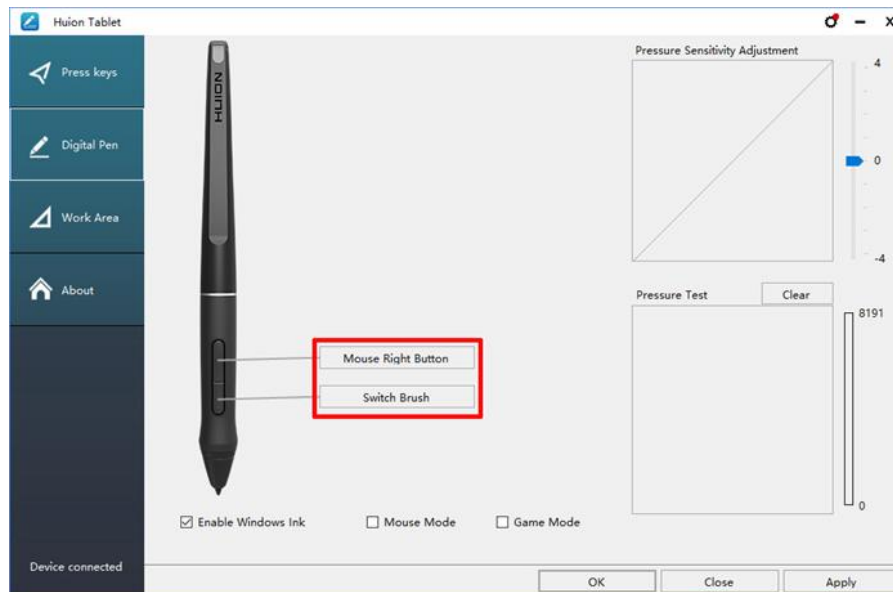 Huion Tablet
Press keys
Digital Pen
Work Area
About
Device connected
HUION
Mouse Right Button
Switch Brush
Enable Windows Ink
Mouse Mode
Game Mode
Pressure Sensitivity Adjustment
4
0
-4
Pressure Test
Clear
8191
0
OK
Close
Apply